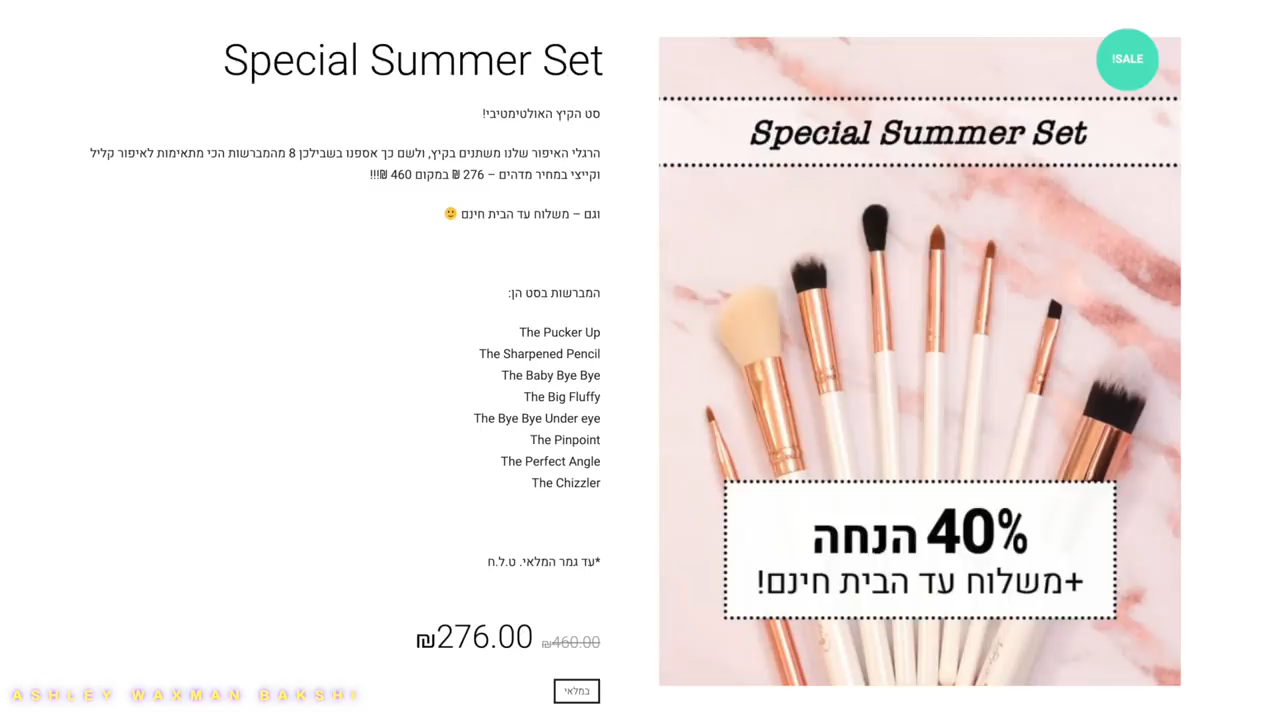 Special Summer Set
סט הקיץ האולטימטיבי!
הרגלי האיפור שלנו משתנים בקיץ, ולשם כך אספנו בשבילכן 8 מהמברשות הכי מתאימות לאיפור קליל
וקייצי במחיר מדהים – 276 ₪ במקום 460 ₪!!!
וגם – משלוח עד הבית חינם 🙂
המברשות בסט הן:
The Pucker Up
The Sharpened Pencil
The Baby Bye Bye
The Big Fluffy
The Bye Bye Under eye
The Pinpoint
The Perfect Angle
The Chizzler
*עד גמר המלאי. ט.ל.ח
₪460.00 ₪276.00
במלאי
!SALE
Special Summer Set
40% הנחה
+משלוח עד הבית חינם!
ASHLEY WAXMAN BAKSHI